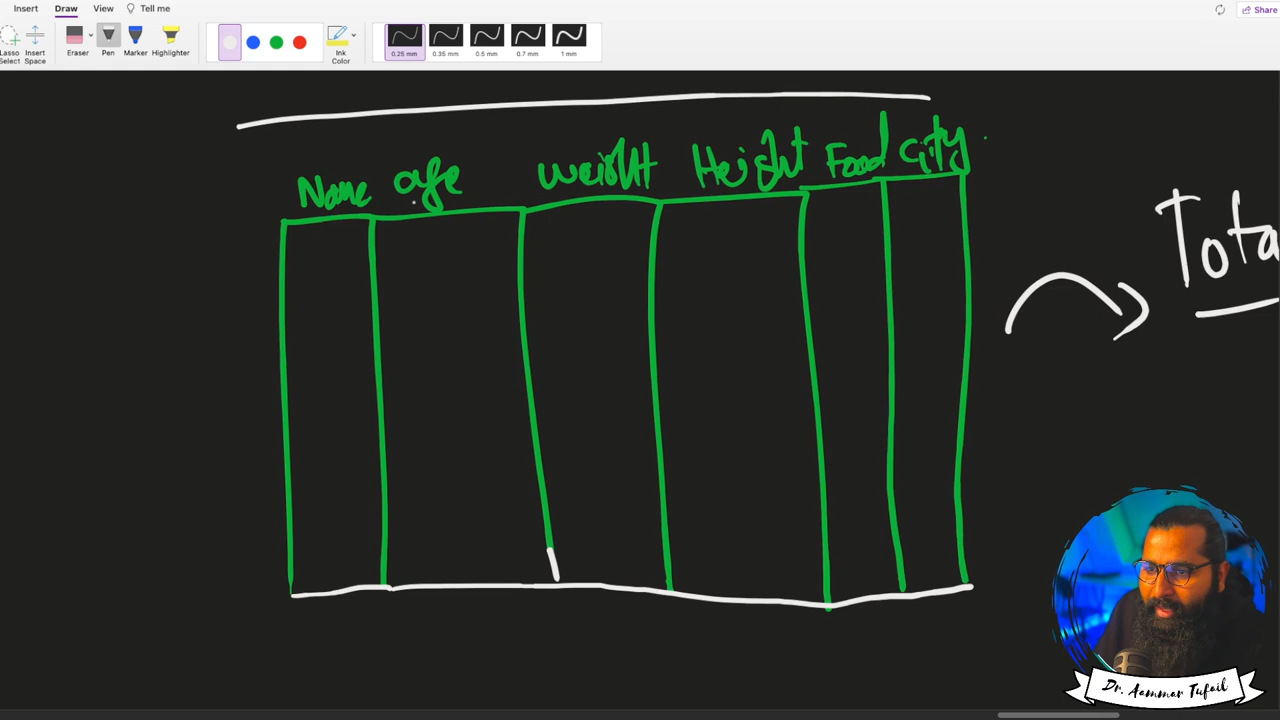 Insert Draw View Tell me
Share
Lasso Select Insert Space Eraser Pen Marker Highlighter Ink Color
0.25 mm 0.35 mm 0.5 mm 0.7 mm 1 mm
Name age weight Height Food City
Tota
Dr. Aammar Tufail